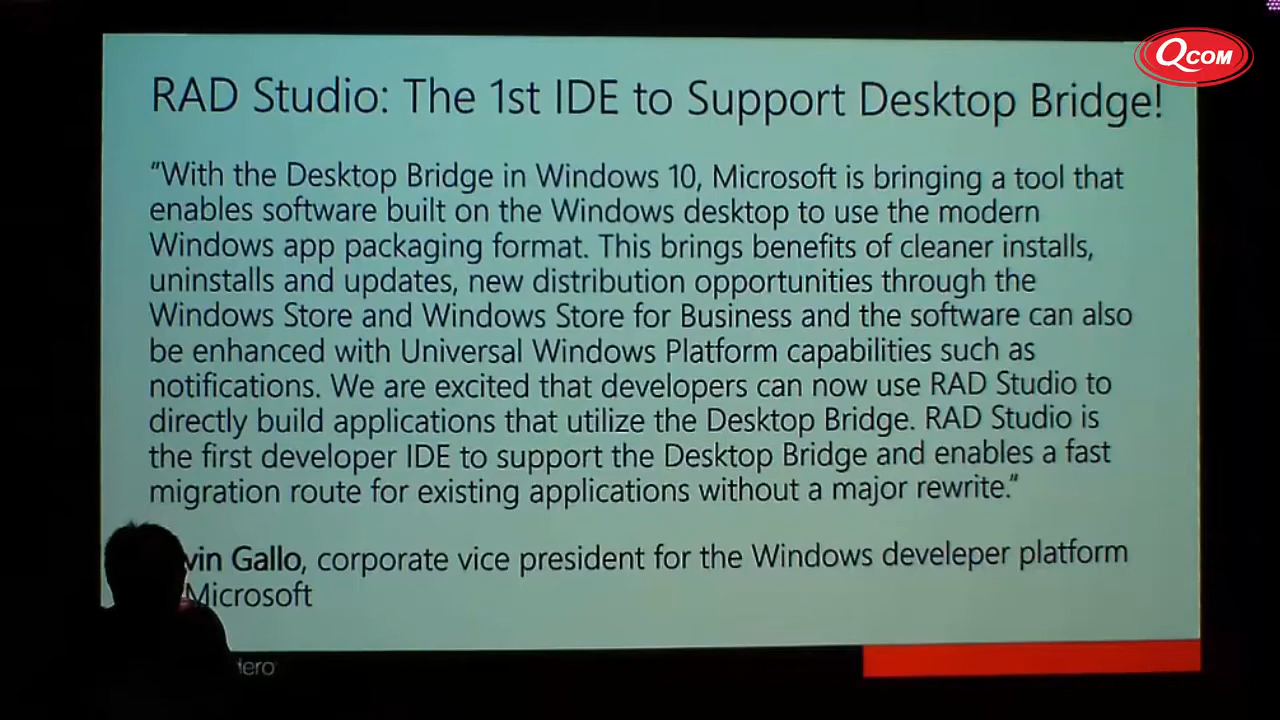 QCOM
RAD Studio: The 1st IDE to Support Desktop Bridge!
"With the Desktop Bridge in Windows 10, Microsoft is bringing a tool that
enables software built on the Windows desktop to use the modern
Windows app packaging format. This brings benefits of cleaner installs,
uninstalls and updates, new distribution opportunities through the
Windows Store and Windows Store for Business and the software can also
be enhanced with Universal Windows Platform capabilities such as
notifications. We are excited that developers can now use RAD Studio to
directly build applications that utilize the Desktop Bridge. RAD Studio is
the first developer IDE to support the Desktop Bridge and enables a fast
migration route for existing applications without a major rewrite."
vin Gallo, corporate vice president for the Windows develeper platform
Microsoft